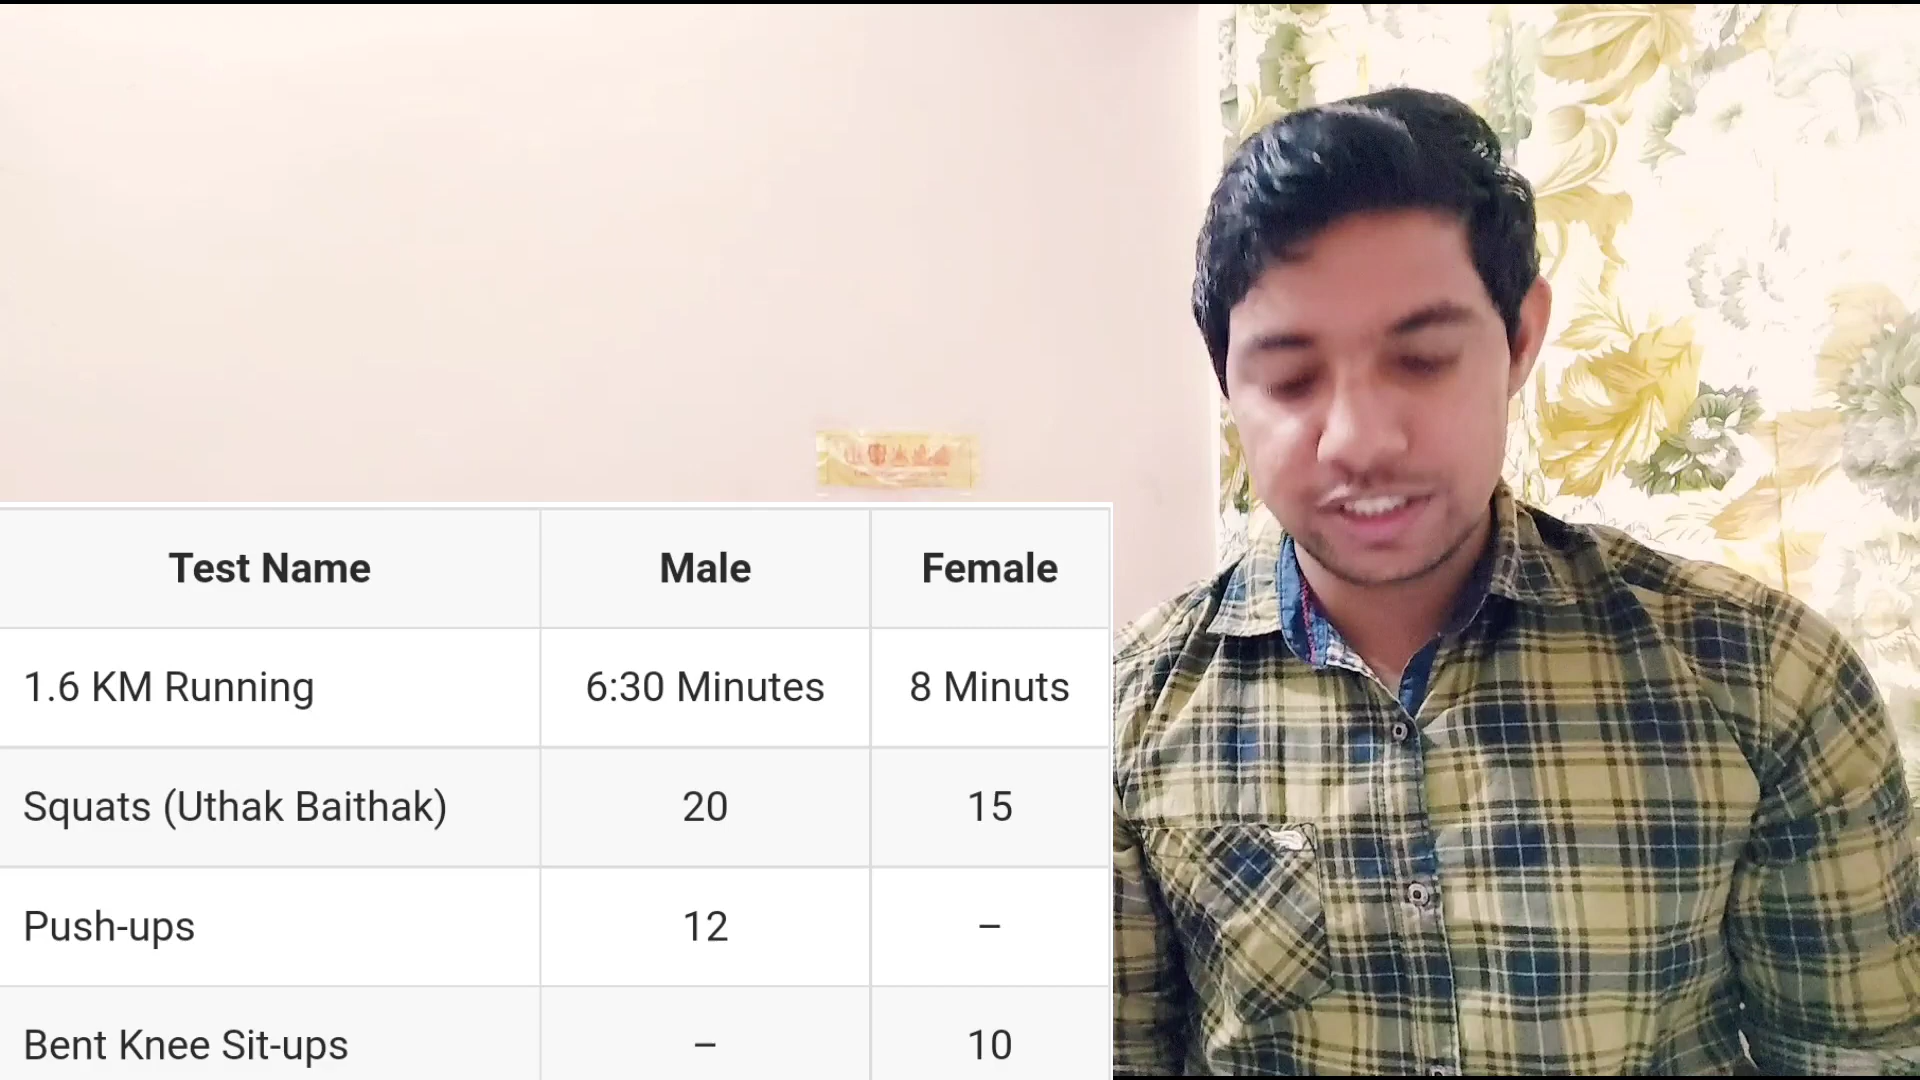 Test Name Male Female
1.6 KM Running 6:30 Minutes 8 Minuts
Squats (Uthak Baithak) 20 15
Push-ups 12 –
Bent Knee Sit-ups – 10